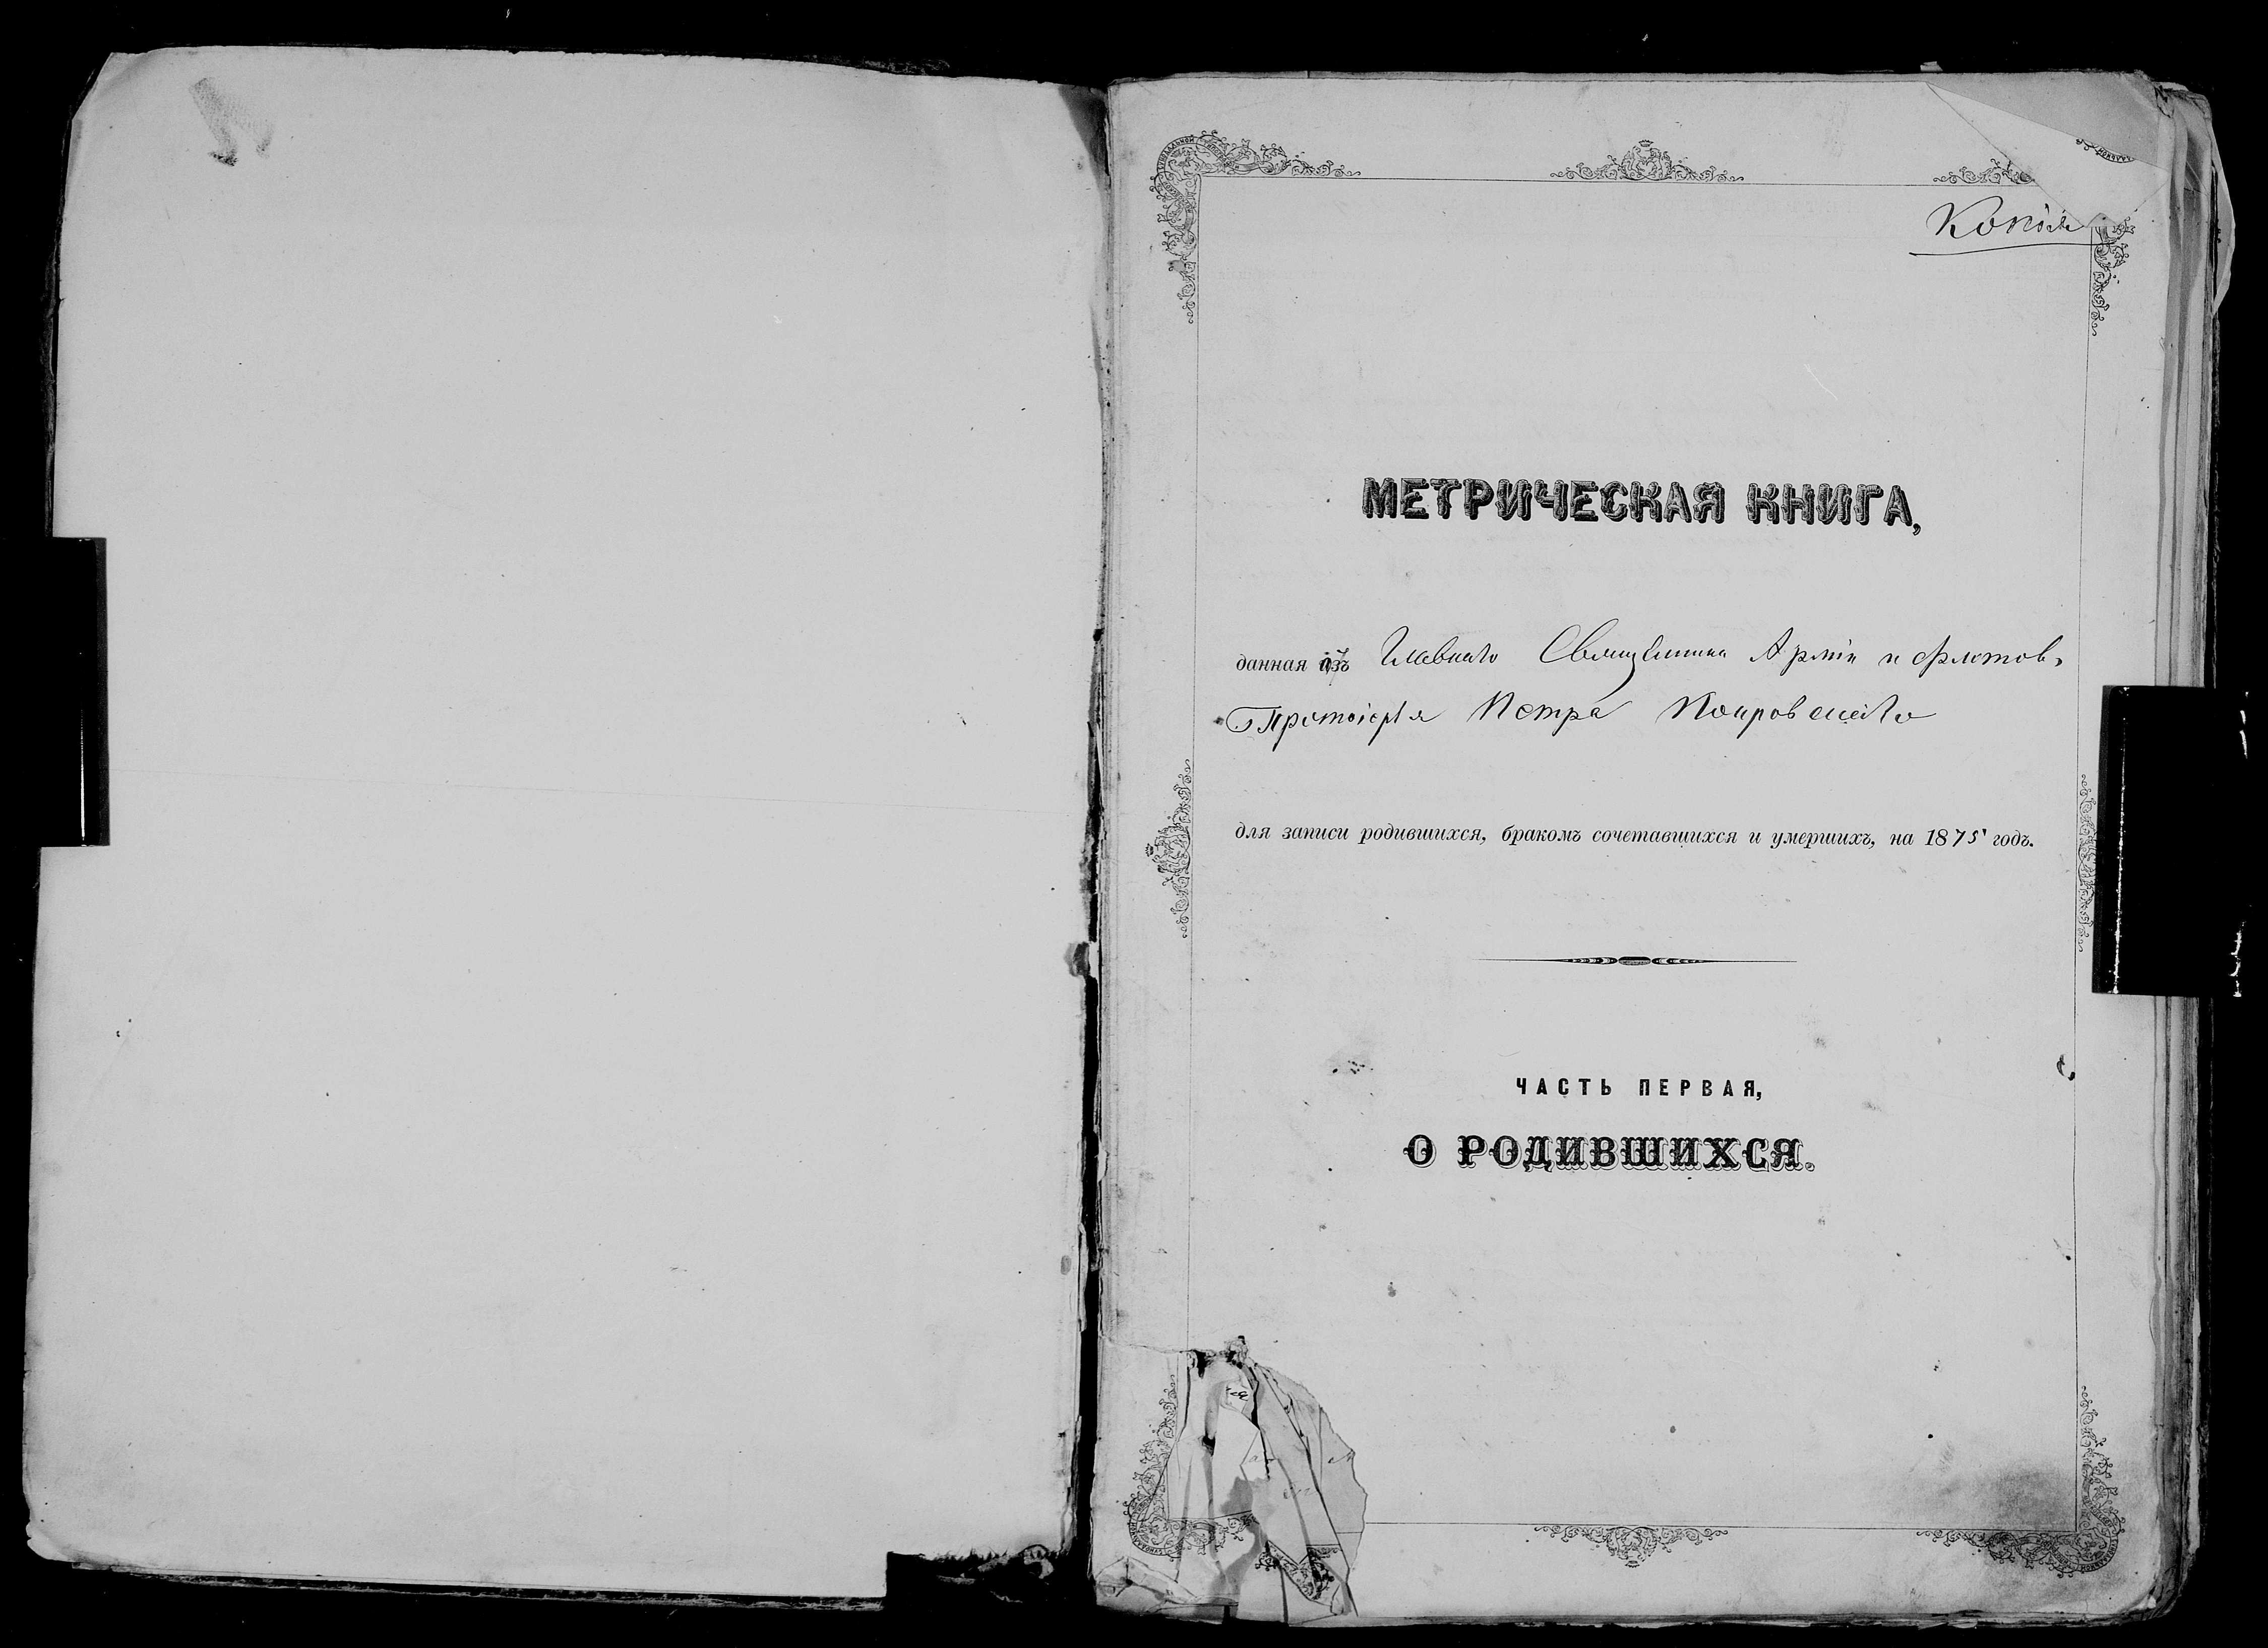 Копія
МЕТРИЧЕСКАЯ КНИГА,
данная отъ Главнаго Священника Арміи и флотовъ,
Протоіерея Петра Покровскаго
для записи родившихся, бракомъ сочетавшихся и умершихъ, на 1875 годъ.
ЧАСТЬ ПЕРВАЯ,
О РОДИВШИХСЯ.